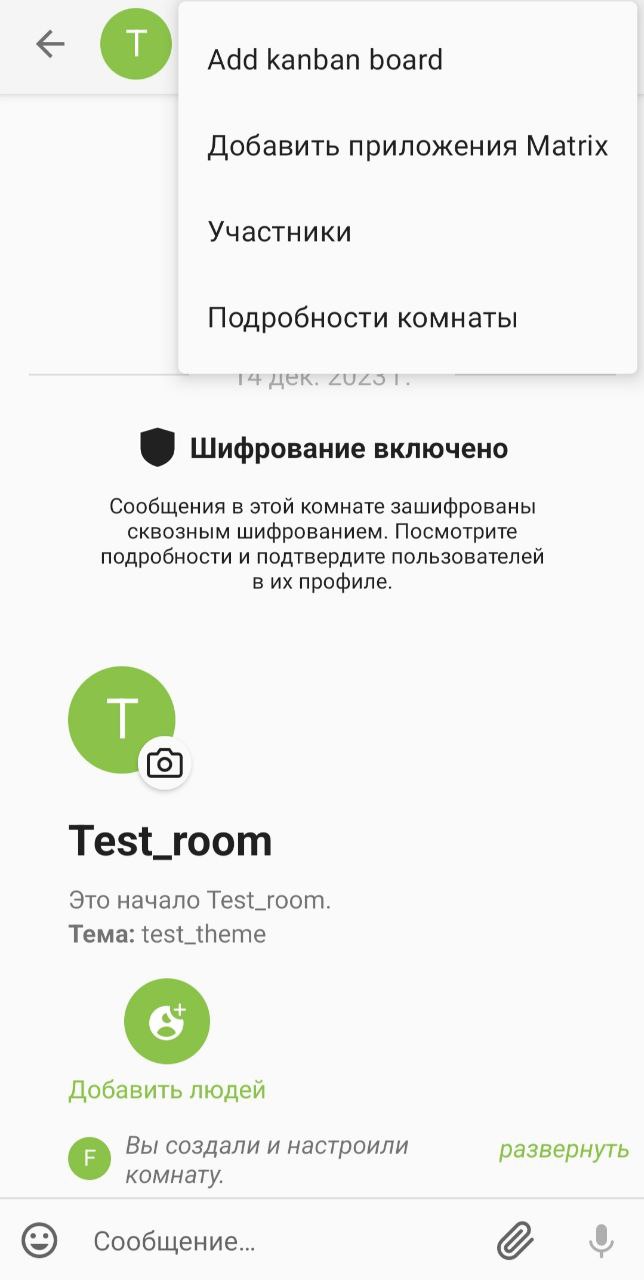 T
Add kanban board
Добавить приложения Matrix
Участники
Подробности комнаты
14 дек. 2023 г.
Шифрование включено
Сообщения в этой комнате зашифрованы
сквозным шифрованием. Посмотрите
подробности и подтвердите пользователей
в их профиле.
T
Test_room
Это начало Test_room.
Тема: test_theme
Добавить людей
F
Вы создали и настроили
комнату.
развернуть
Сообщение...